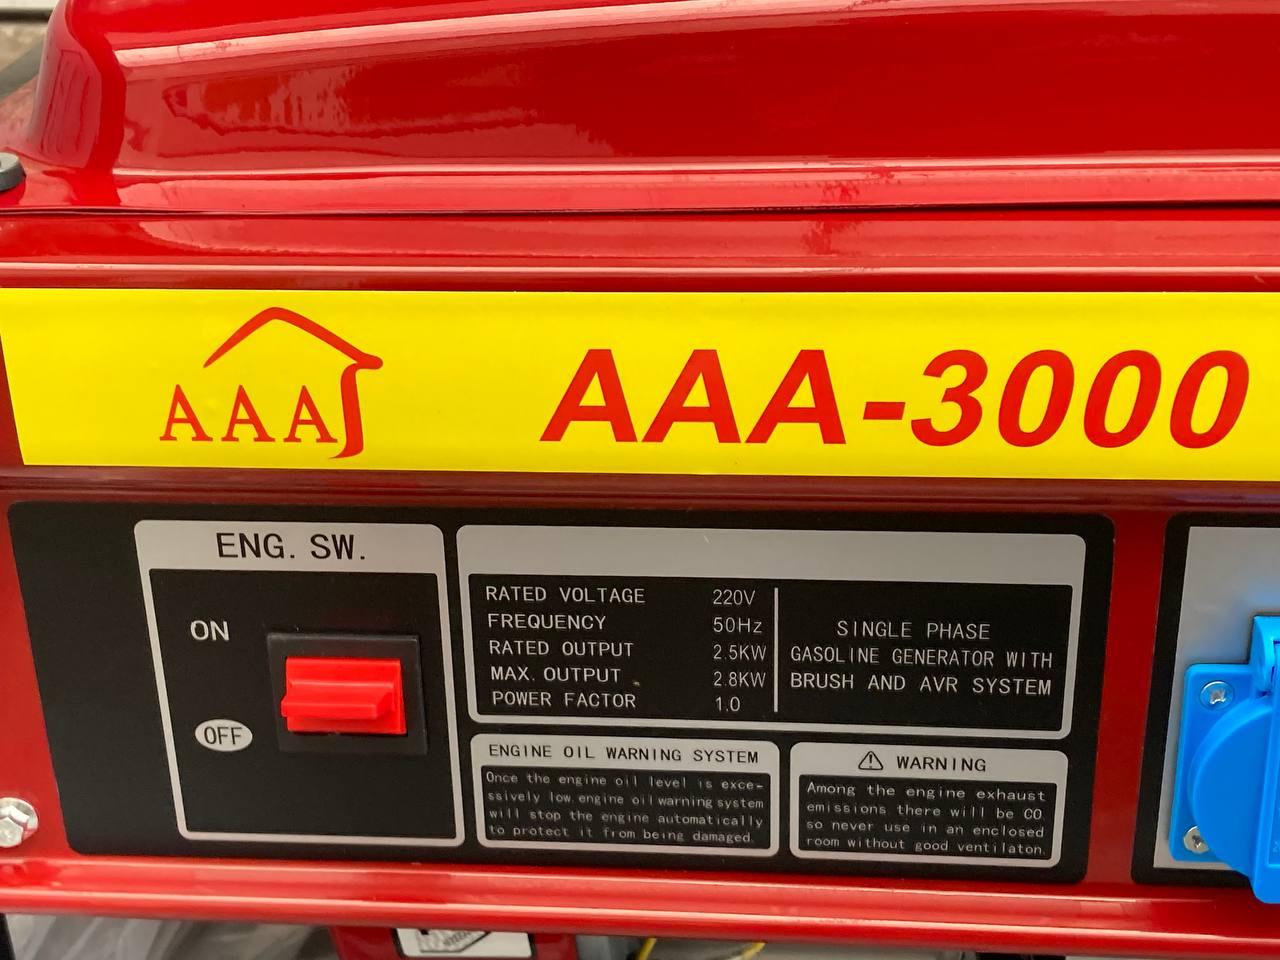 AAA
AAA-3000
ENG. SW.
ON
OFF
RATED VOLTAGE 220V
FREQUENCY 50Hz
RATED OUTPUT 2.5KW
MAX. OUTPUT 2.8KW
POWER FACTOR 1.0
SINGLE PHASE
GASOLINE GENERATOR WITH
BRUSH AND AVR SYSTEM
ENGINE OIL WARNING SYSTEM
Once the engine oil level is exce-
ssively low, engine oil warning system
will stop the engine automatically
to protect it from being damaged.
WARNING
Among the engine exhaust
emissions there will be CO
so never use in an enclosed
room without good ventilaton.